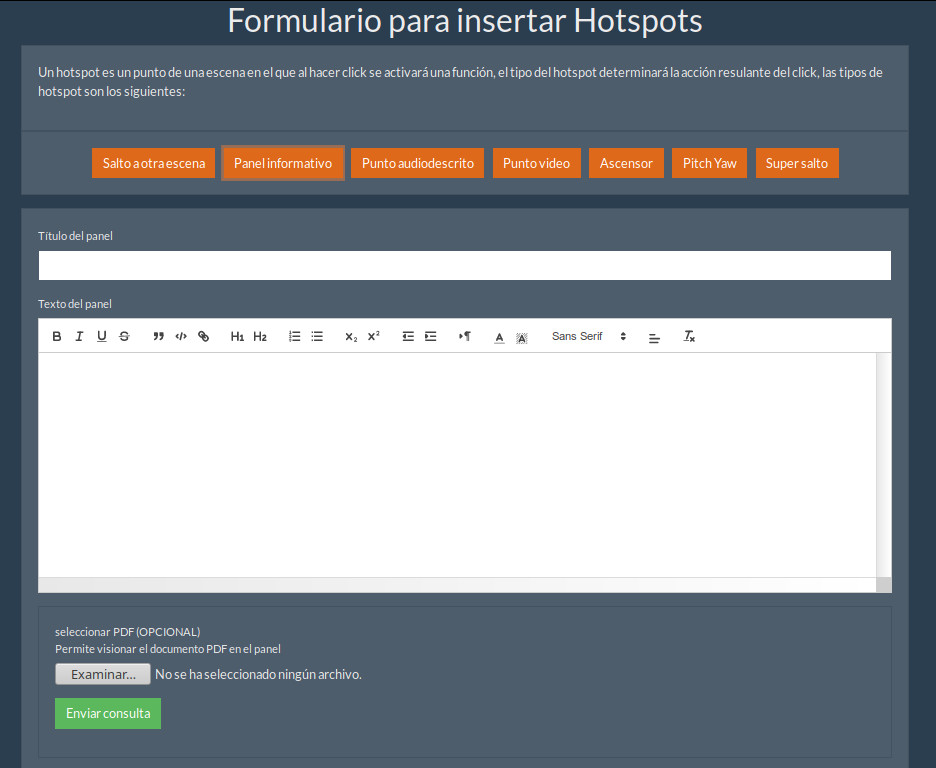 Formulario para insertar Hotspots
Un hotspot es un punto de una escena en el que al hacer click se activará una función, el tipo del hotspot determinará la acción resulante del click, las tipos de
hotspot son los siguientes:
Salto a otra escena Panel informativo Punto audiodescrito Punto video Ascensor Pitch Yaw Super salto
Título del panel
Texto del panel
B I U S H1 H2 X2 X2 A A Sans Serif Tx
seleccionar PDF (OPCIONAL)
Permite visionar el documento PDF en el panel
Examinar... No se ha seleccionado ningún archivo.
Enviar consulta